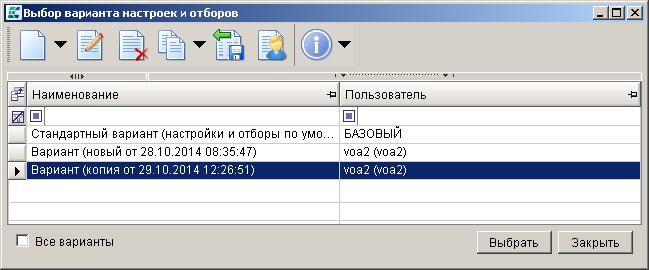 Выбор варианта настроек и отборов
Наименование Пользователь
Стандартный вариант (настройки и отборы по умо... БАЗОВЫЙ
Вариант (новый от 28.10.2014 08:35:47) voa2 (voa2)
Вариант (копия от 29.10.2014 12:26:51) voa2 (voa2)
Все варианты Выбрать Закрыть